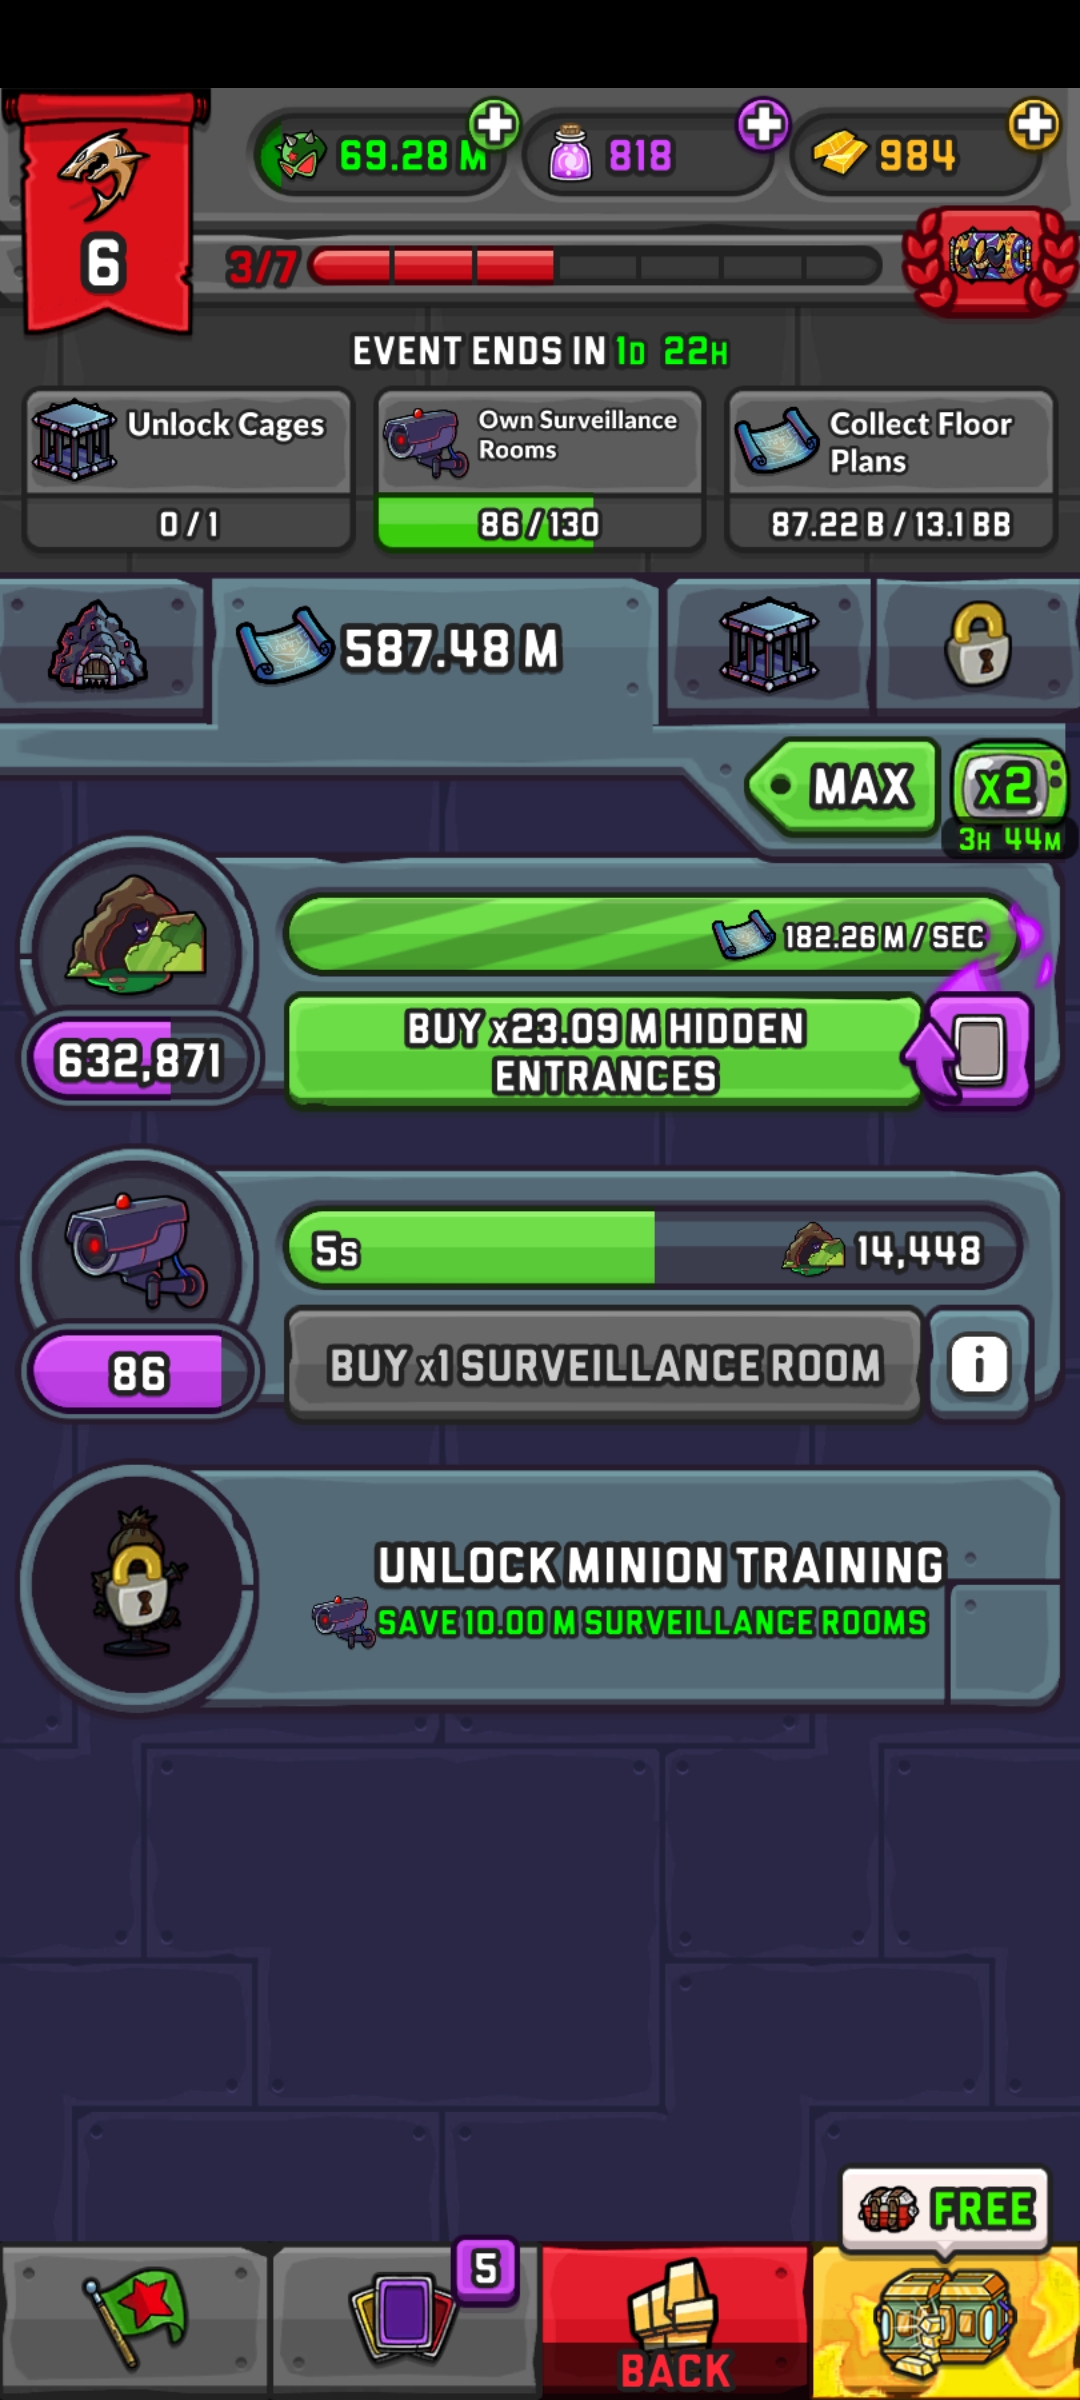 69.28 M
818
984
6
3/7
EVENT ENDS IN 1D 22H
Unlock Cages
0/1
Own Surveillance
Rooms
86/130
Collect Floor
Plans
87.22 B / 13.1 BB
587.48 M
MAX
x2
3H 44M
182.26 M / SEC
BUY x23.09 M HIDDEN
ENTRANCES
632,871
5S
14,448
BUY x1 SURVEILLANCE ROOM
i
86
UNLOCK MINION TRAINING
SAVE 10.00 M SURVEILLANCE ROOMS
FREE
5
BACK